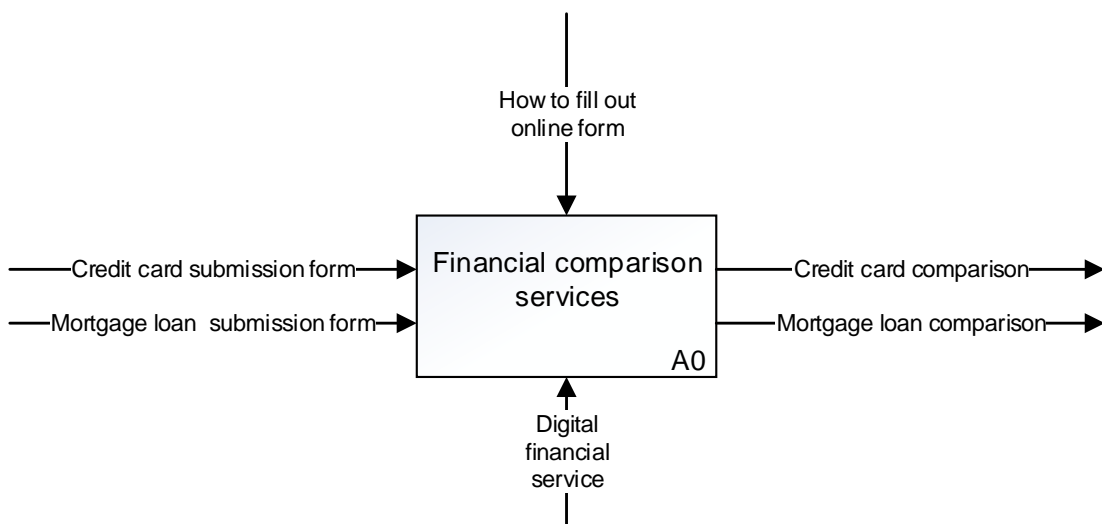 How to fill out
online form
Credit card submission form
Financial comparison
services
Credit card comparison
Mortgage loan  submission form
Mortgage loan comparison
A0
Digital
financial
service